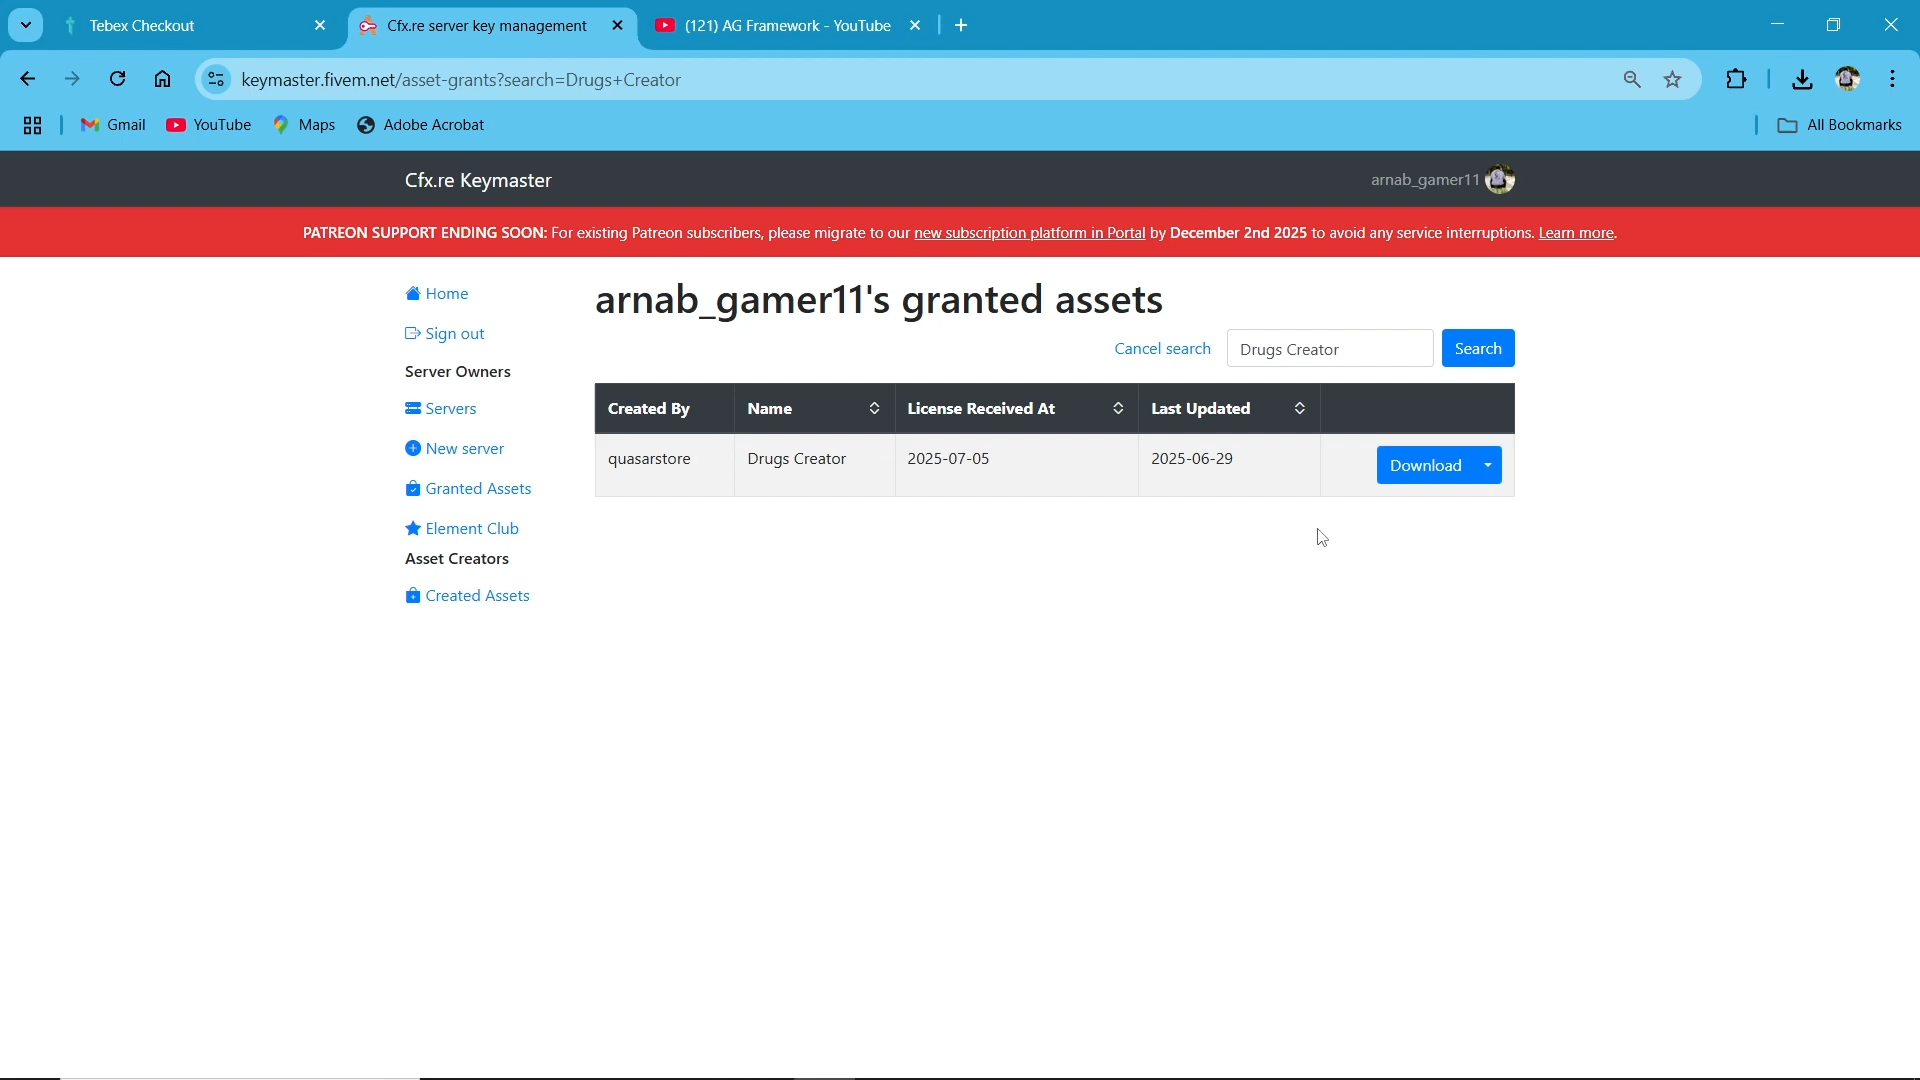 Tebex Checkout
Cfx.re server key management
(121) AG Framework - YouTube
keymaster.fivem.net/asset-grants?search=Drugs+Creator
Gmail
YouTube
Maps
Adobe Acrobat
All Bookmarks
Cfx.re Keymaster
arnab_gamer11
PATREON SUPPORT ENDING SOON: For existing Patreon subscribers, please migrate to our new subscription platform in Portal by December 2nd 2025 to avoid any service interruptions. Learn more.
Home
Sign out
Server Owners
Servers
New server
Granted Assets
Element Club
Asset Creators
Created Assets
arnab_gamer11's granted assets
Cancel search
Drugs Creator
Search
Created By Name License Received At Last Updated
quasarstore Drugs Creator 2025-07-05 2025-06-29 Download